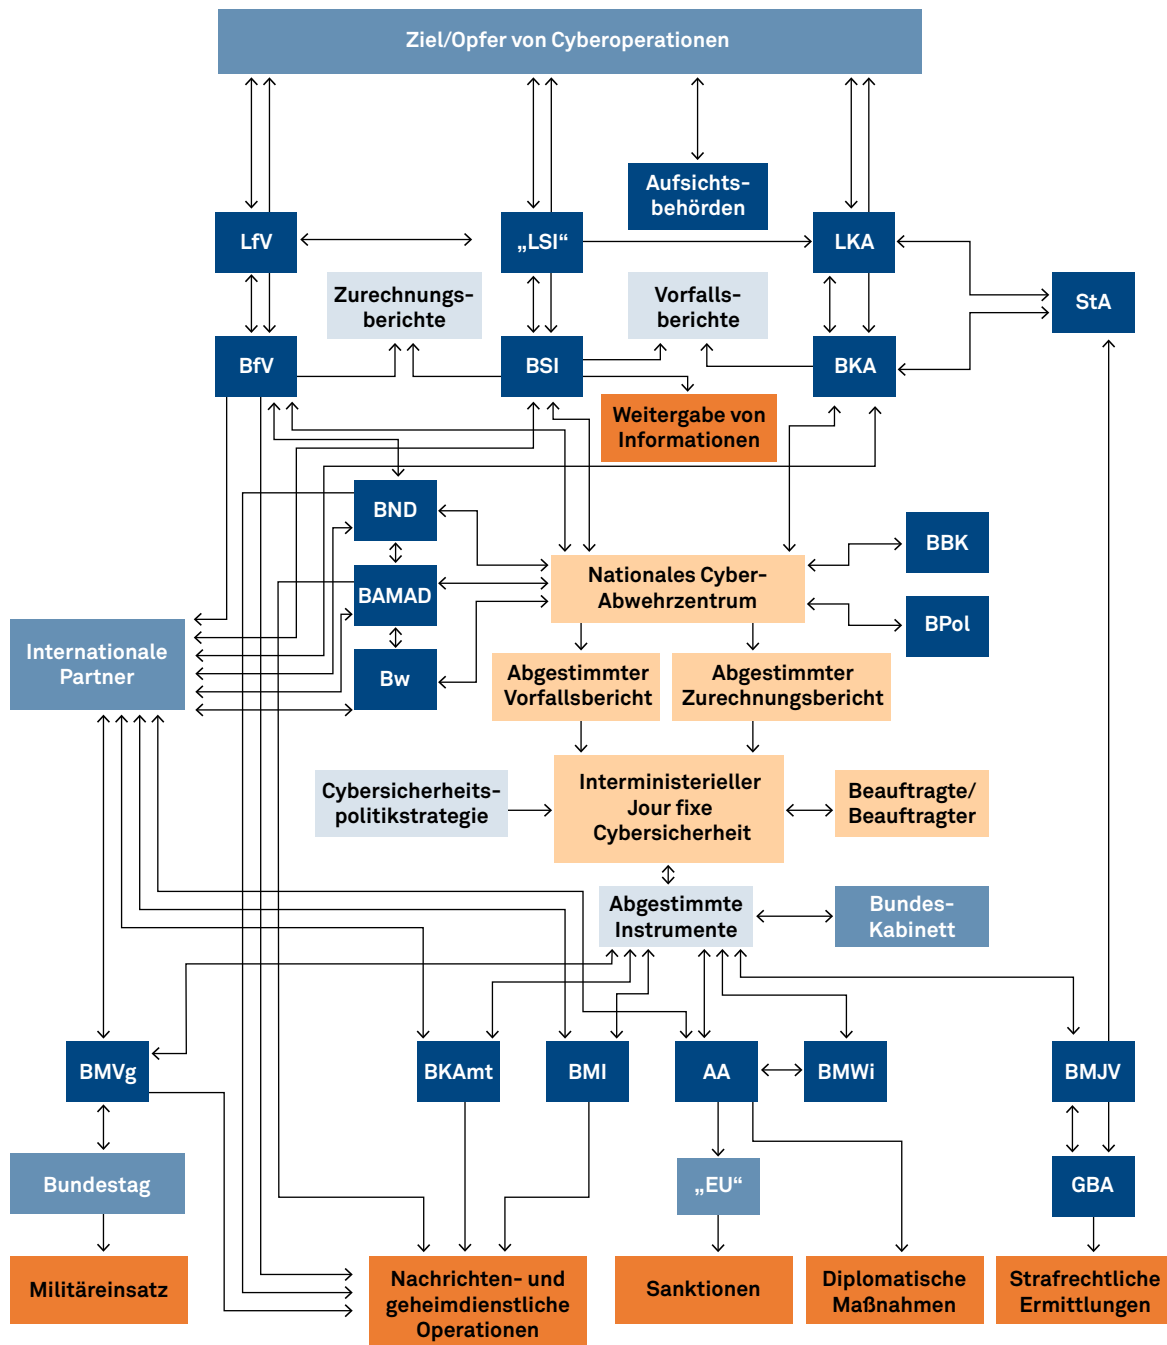 Ziel/Opfer von Cyberoperationen
Aufsichts-
behörden
LfV
„LSI“
LKA
Zurechnungs-
berichte
Vorfalls-
berichte
StA
BfV
BSI
BKA
Weitergabe von
Informationen
BND
BBK
Nationales Cyber-
Abwehrzentrum
BAMAD
BPol
Internationale
Partner
Bw
Abgestimmter
Vorfallsbericht
Abgestimmter
Zurechnungsbericht
Cybersicherheits-
politikstrategie
Interministerieller
Jour fixe
Cybersicherheit
Beauftragte/
Beauftragter
Abgestimmte
Instrumente
Bundes-
Kabinett
BMVg
BKAmt
BMI
AA
BMWi
BMJV
Bundestag
„EU“
GBA
Militäreinsatz
Nachrichten- und
geheimdienstliche
Operationen
Sanktionen
Diplomatische
Maßnahmen
Strafrechtliche
Ermittlungen